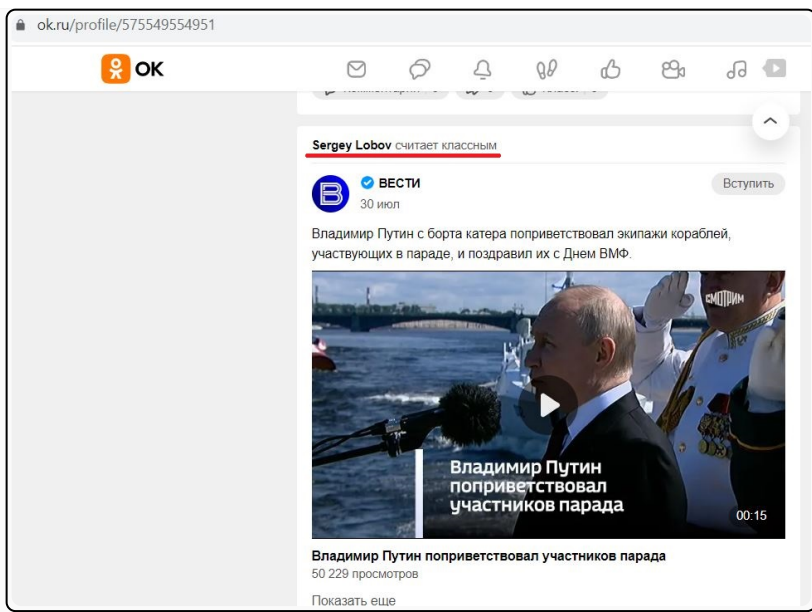 ok.ru/profile/575549554951
OK
Sergey Lobov считает классным
ВЕСТИ
30 июл
Вступить
Владимир Путин с борта катера поприветствовал экипажи кораблей,
участвующих в параде, и поздравил их с Днем ВМФ.
СМОТРИМ
Владимир Путин
поприветствовал
участников парада
00:15
Владимир Путин поприветствовал участников парада
50 229 просмотров
Показать еще